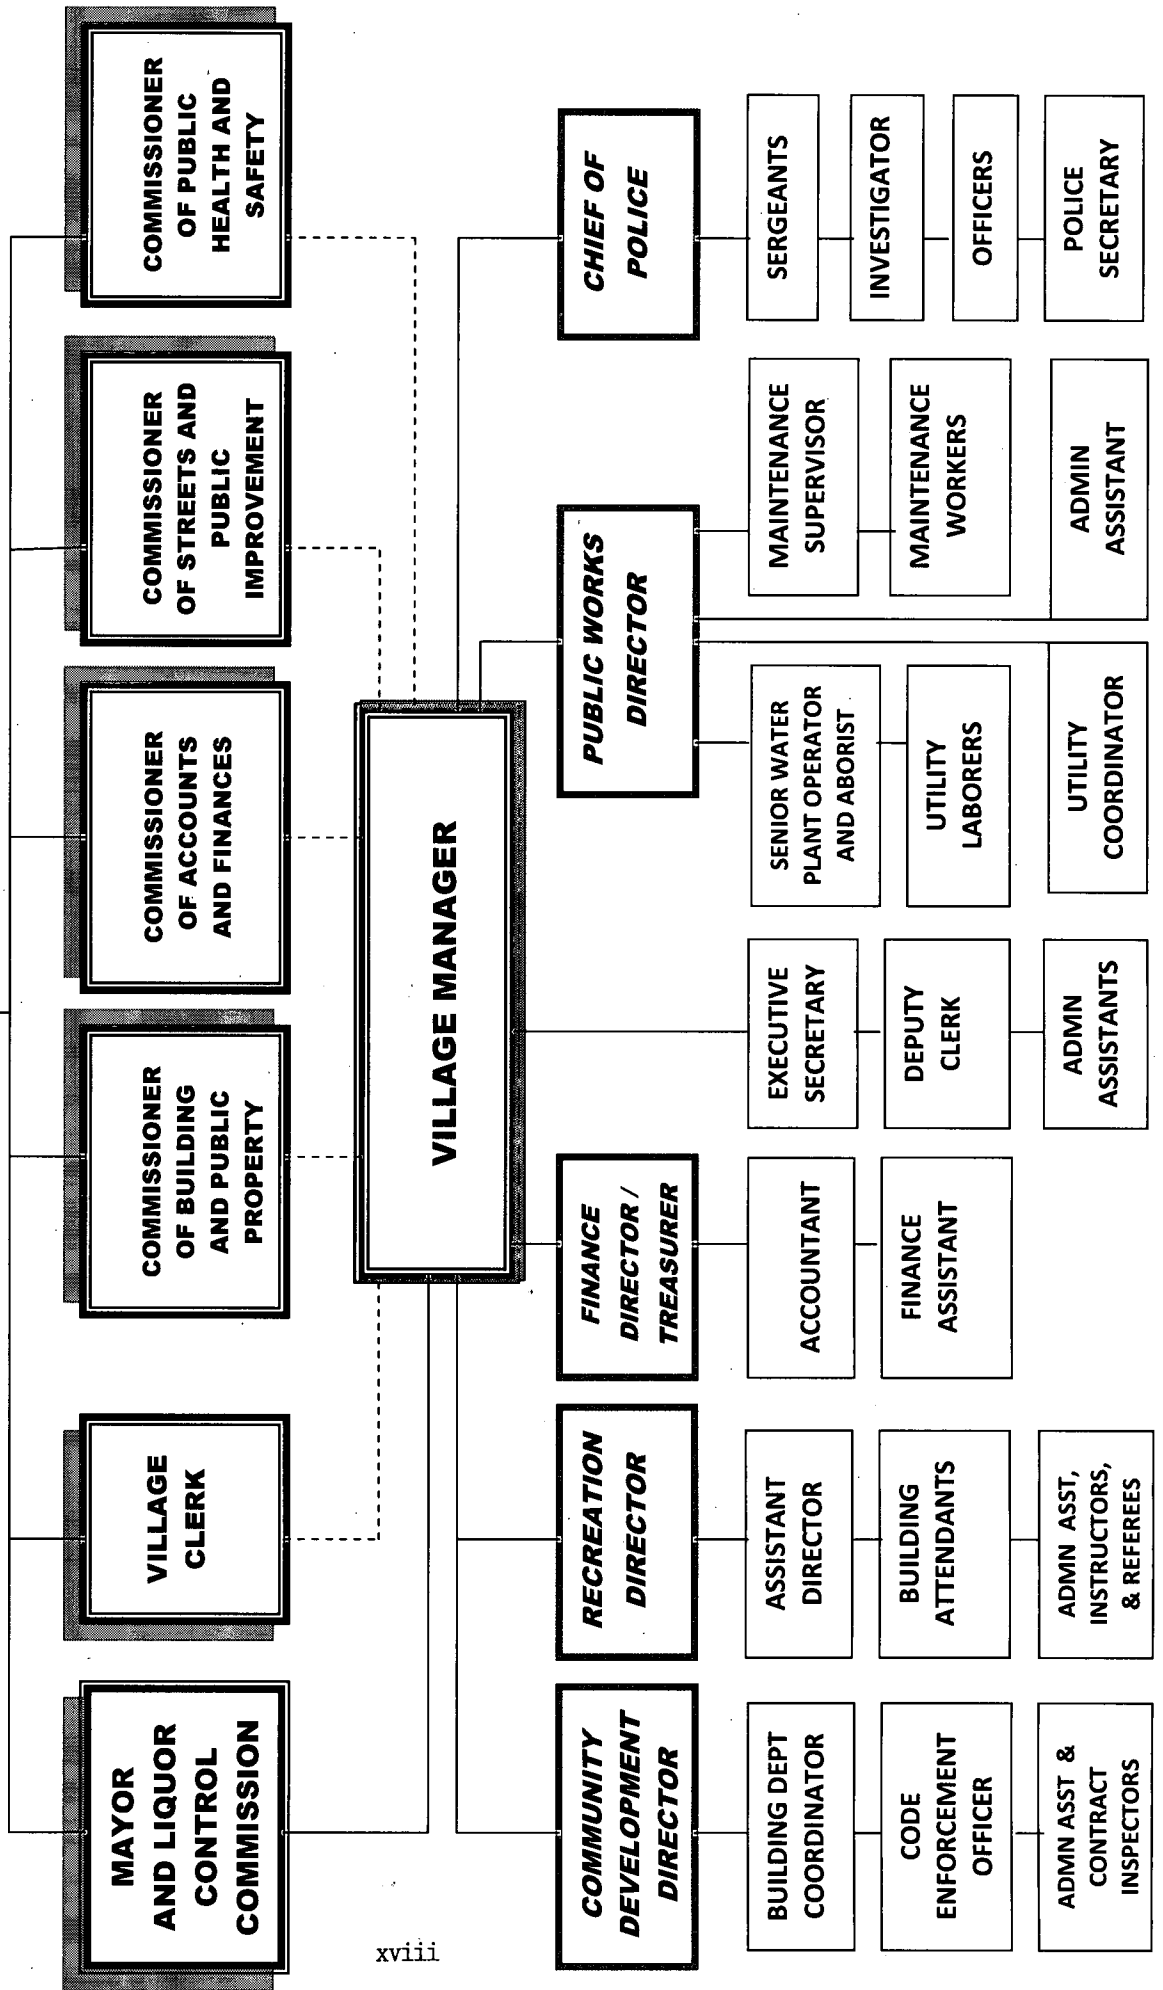 MAYOR
AND LIQUOR
CONTROL
COMMISSION
VILLAGE
CLERK
COMMISSIONER
OF BUILDING
AND PUBLIC
PROPERTY
COMMISSIONER
OF ACCOUNTS
AND FINANCES
COMMISSIONER
OF STREETS AND
PUBLIC
IMPROVEMENT
COMMISSIONER
OF PUBLIC
HEALTH AND
SAFETY
VILLAGE MANAGER
COMMUNITY
DEVELOPMENT
DIRECTOR
RECREATION
DIRECTOR
FINANCE
DIRECTOR /
TREASURER
PUBLIC WORKS
DIRECTOR
CHIEF OF
POLICE
BUILDING DEPT
COORDINATOR
CODE
ENFORCEMENT
OFFICER
ADMN ASST &
CONTRACT
INSPECTORS
ASSISTANT
DIRECTOR
BUILDING
ATTENDANTS
ADMN ASST,
INSTRUCTORS,
& REFEREES
ACCOUNTANT
FINANCE
ASSISTANT
EXECUTIVE
SECRETARY
DEPUTY
CLERK
ADMN
ASSISTANTS
SENIOR WATER
PLANT OPERATOR
AND ABORIST
UTILITY
LABORERS
UTILITY
COORDINATOR
MAINTENANCE
SUPERVISOR
MAINTENANCE
WORKERS
ADMIN
ASSISTANT
SERGEANTS
INVESTIGATOR
OFFICERS
POLICE
SECRETARY
xviii